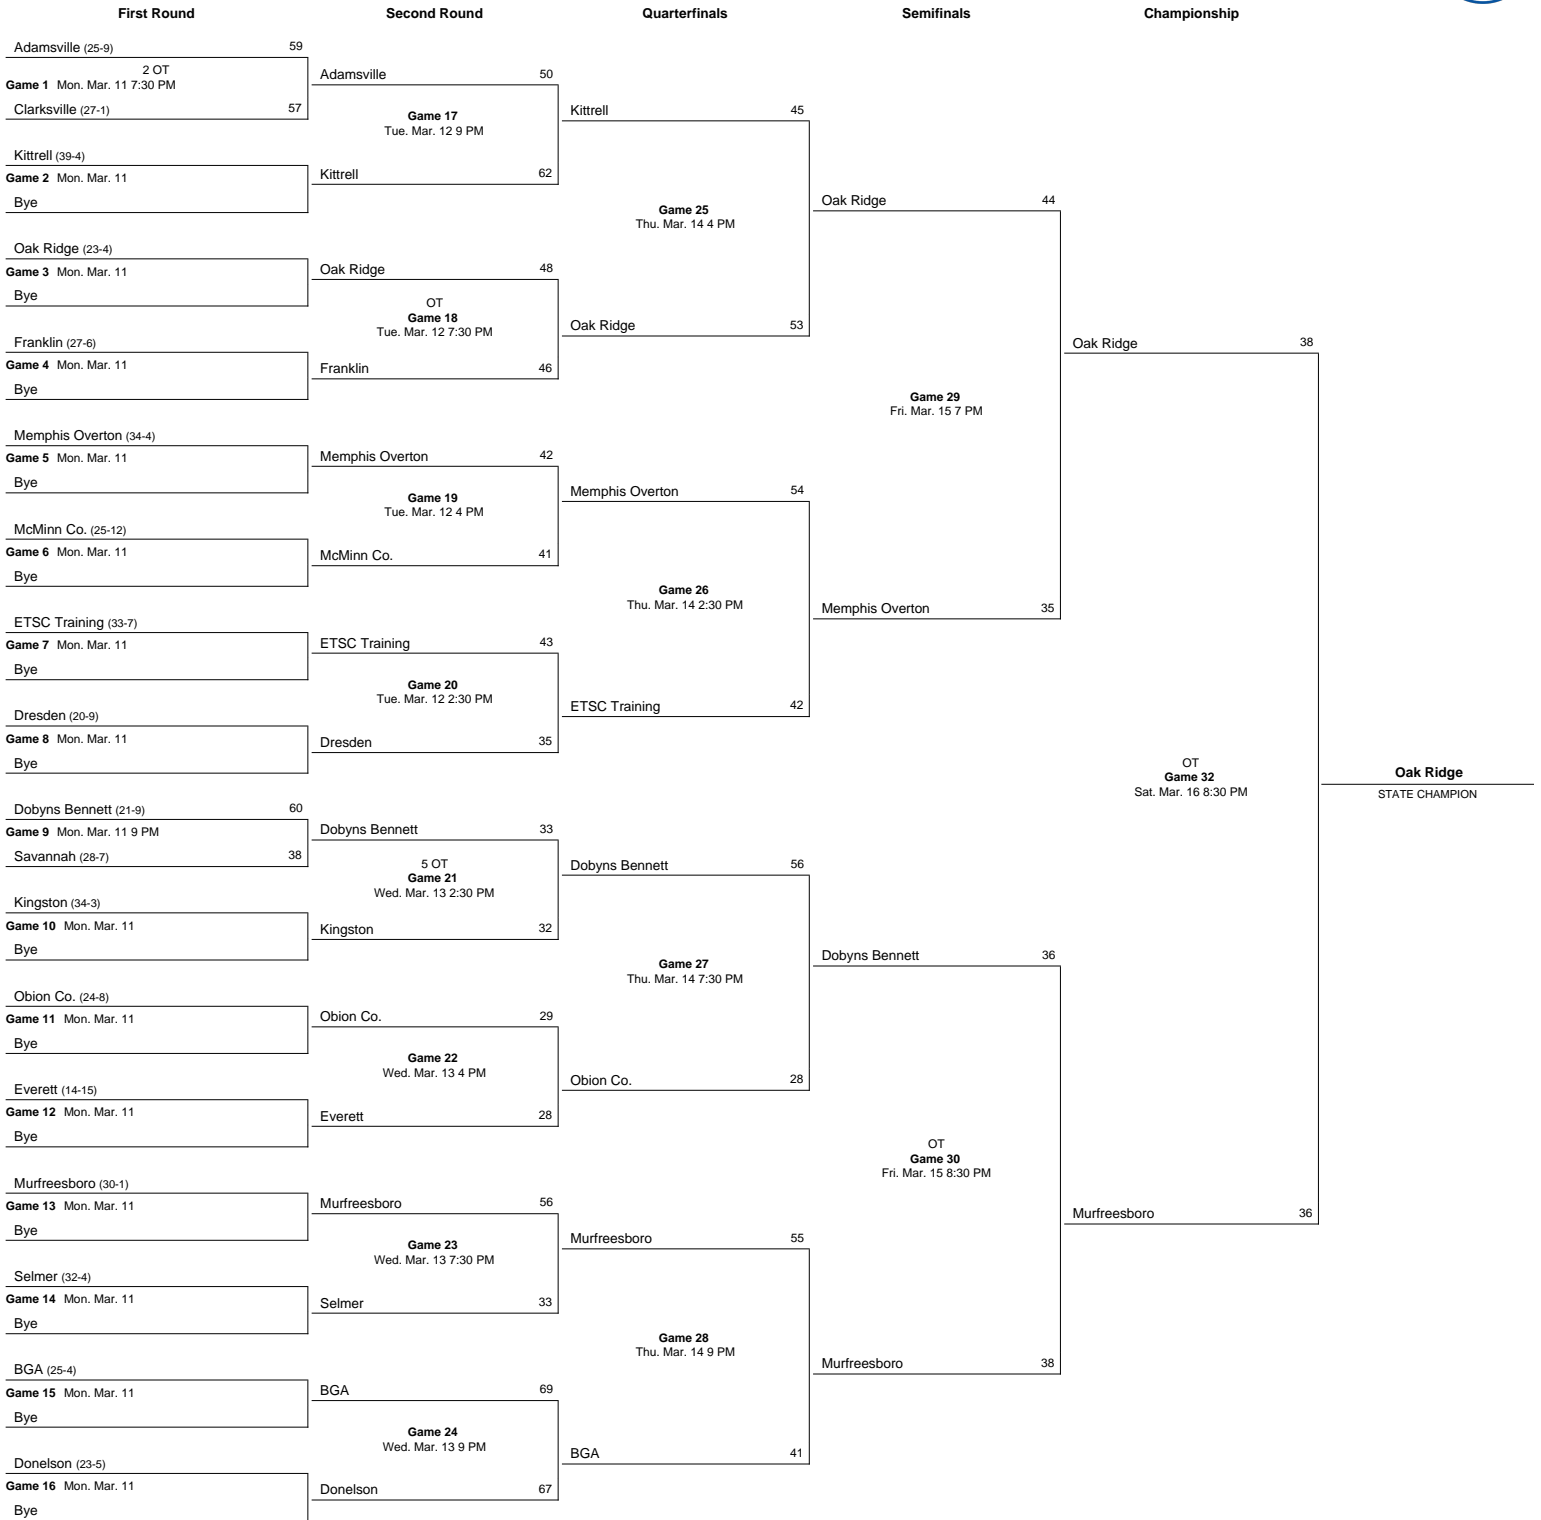 First Round
Second Round
Quarterfinals
Semifinals
Championship
Adamsville (25-9) 59
2 OT
Game 1 Mon. Mar. 11 7:30 PM
Clarksville (27-1) 57
Kittrell (39-4)
Game 2 Mon. Mar. 11
Bye
Oak Ridge (23-4)
Game 3 Mon. Mar. 11
Bye
Franklin (27-6)
Game 4 Mon. Mar. 11
Bye
Memphis Overton (34-4)
Game 5 Mon. Mar. 11
Bye
McMinn Co. (25-12)
Game 6 Mon. Mar. 11
Bye
ETSC Training (33-7)
Game 7 Mon. Mar. 11
Bye
Dresden (20-9)
Game 8 Mon. Mar. 11
Bye
Dobyns Bennett (21-9) 60
Game 9 Mon. Mar. 11 9 PM
Savannah (28-7) 38
Kingston (34-3)
Game 10 Mon. Mar. 11
Bye
Obion Co. (24-8)
Game 11 Mon. Mar. 11
Bye
Everett (14-15)
Game 12 Mon. Mar. 11
Bye
Murfreesboro (30-1)
Game 13 Mon. Mar. 11
Bye
Selmer (32-4)
Game 14 Mon. Mar. 11
Bye
BGA (25-4)
Game 15 Mon. Mar. 11
Bye
Donelson (23-5)
Game 16 Mon. Mar. 11
Bye
Adamsville 50
Game 17
Tue. Mar. 12 9 PM
Kittrell 62
Oak Ridge 48
OT
Game 18
Tue. Mar. 12 7:30 PM
Franklin 46
Memphis Overton 42
Game 19
Tue. Mar. 12 4 PM
McMinn Co. 41
ETSC Training 43
Game 20
Tue. Mar. 12 2:30 PM
Dresden 35
Dobyns Bennett 33
5 OT
Game 21
Wed. Mar. 13 2:30 PM
Kingston 32
Obion Co. 29
Game 22
Wed. Mar. 13 4 PM
Everett 28
Murfreesboro 56
Game 23
Wed. Mar. 13 7:30 PM
Selmer 33
BGA 69
Game 24
Wed. Mar. 13 9 PM
Donelson 67
Kittrell 45
Game 25
Thu. Mar. 14 4 PM
Oak Ridge 53
Memphis Overton 54
Game 26
Thu. Mar. 14 2:30 PM
ETSC Training 42
Dobyns Bennett 56
Game 27
Thu. Mar. 14 7:30 PM
Obion Co. 28
Murfreesboro 55
Game 28
Thu. Mar. 14 9 PM
BGA 41
Oak Ridge 44
Game 29
Fri. Mar. 15 7 PM
Memphis Overton 35
Dobyns Bennett 36
OT
Game 30
Fri. Mar. 15 8:30 PM
Murfreesboro 38
Oak Ridge 38
OT
Game 32
Sat. Mar. 16 8:30 PM
Murfreesboro 36
Oak Ridge
STATE CHAMPION